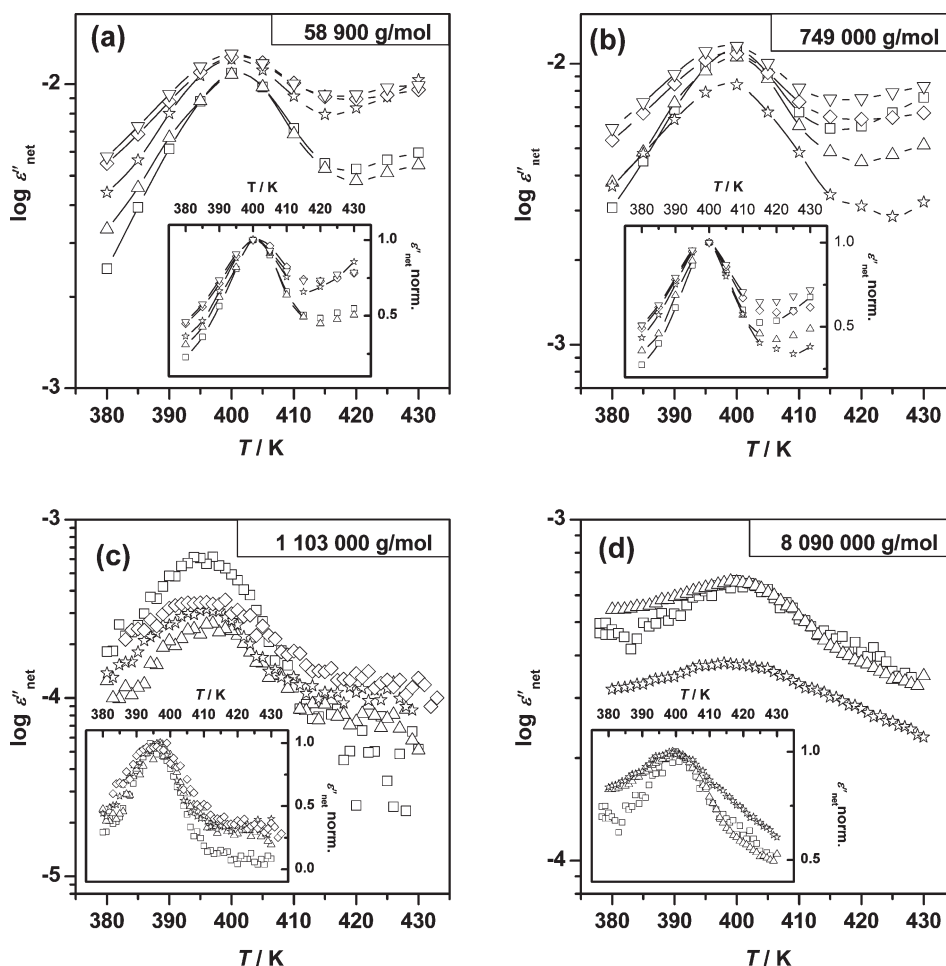 (a)
58 900 g/mol
-2
-3
log ε″net
T / K
380 390 400 410 420 430
1.0
0.5
ε″net norm.
380 390 400 410 420 430
T / K
(b)
749 000 g/mol
-2
-3
log ε″net
T / K
380 390 400 410 420 430
1.0
0.5
ε″net norm.
380 390 400 410 420 430
T / K
(c)
1 103 000 g/mol
-3
-4
-5
log ε″net
T / K
380 390 400 410 420 430
1.0
0.5
0.0
ε″net norm.
380 390 400 410 420 430
T / K
(d)
8 090 000 g/mol
-3
-4
log ε″net
T / K
380 390 400 410 420 430
1.0
0.5
ε″net norm.
380 390 400 410 420 430
T / K